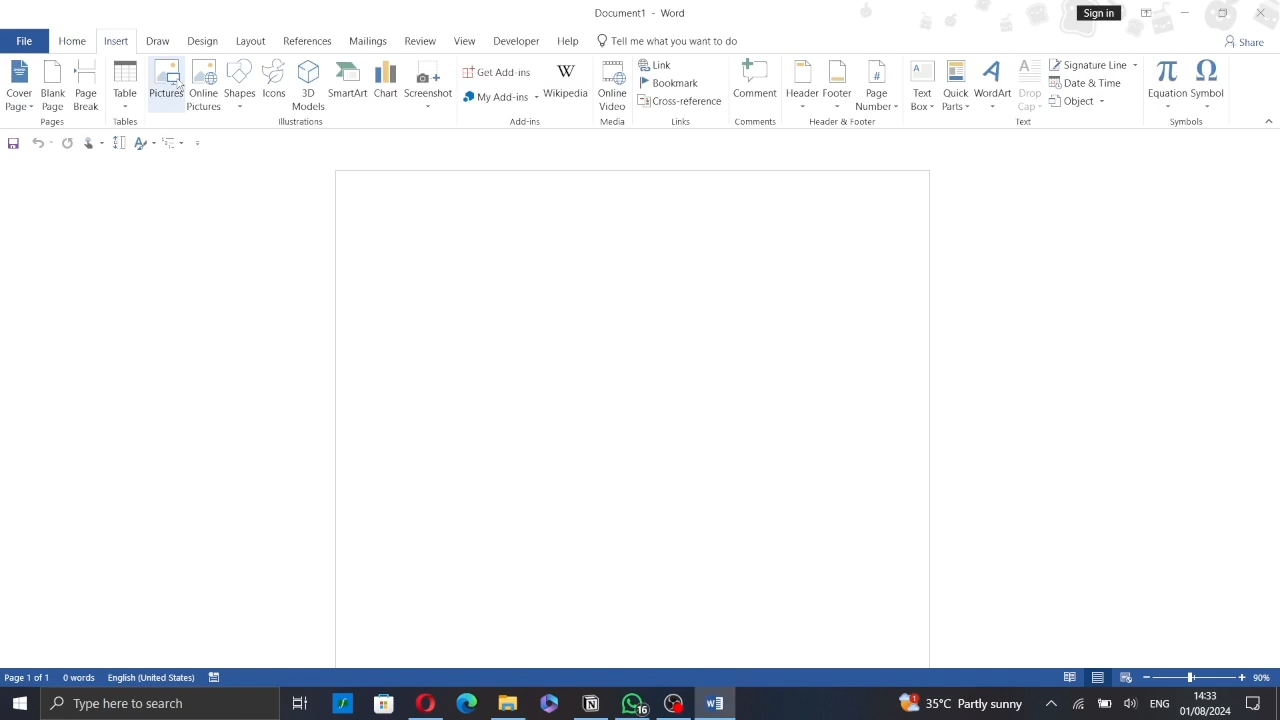 Document1 - Word
Sign in
File Home Insert Draw Design Layout References Mailings Review View Developer Help Tell me what you want to do Share
Cover Page
Blank Page
Page Break
Pages
Table
Tables
Pictures
Online Pictures
Shapes
Icons
3D Models
SmartArt
Chart
Screenshot
Illustrations
Get Add-ins
My Add-ins
W
Wikipedia
Add-ins
Online Video
Media
Link
Bookmark
Cross-reference
Links
Comment
Comments
Header
Footer
#
Page Number
Header & Footer
A
Text Box
Quick Parts
A
WordArt
A
Drop Cap
Signature Line
Date & Time
Object
Text
π
Equation
Ω
Symbol
Symbols
Page 1 of 1 0 words English (United States) 90%
Type here to search
16
1
35°C Partly sunny
ENG
14:33
01/08/2024